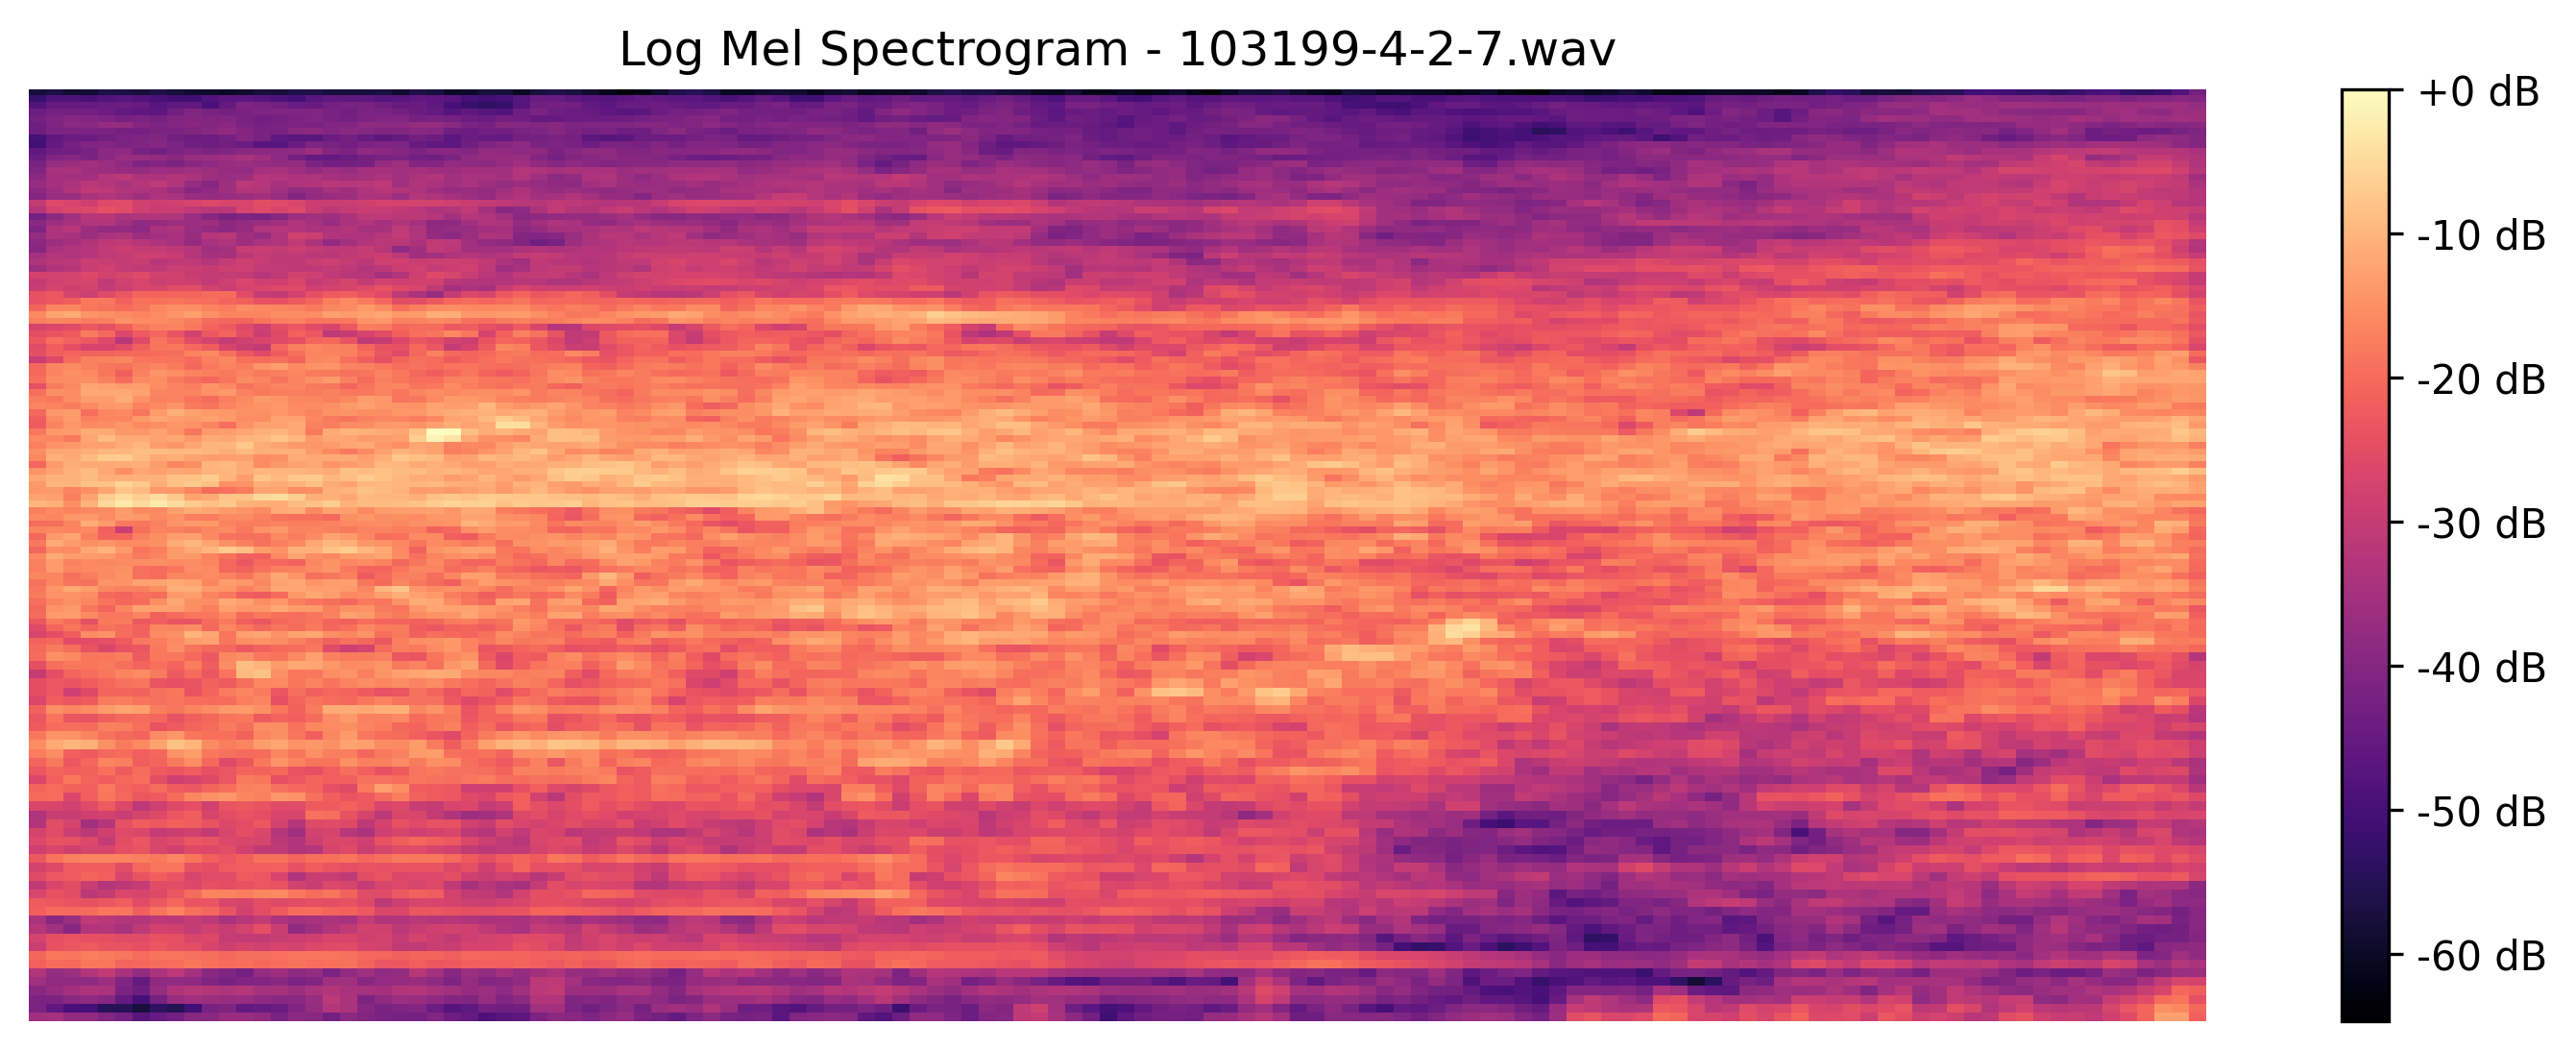 Log Mel Spectrogram - 103199-4-2-7.wav
+0 dB
-10 dB
-20 dB
-30 dB
-40 dB
-50 dB
-60 dB